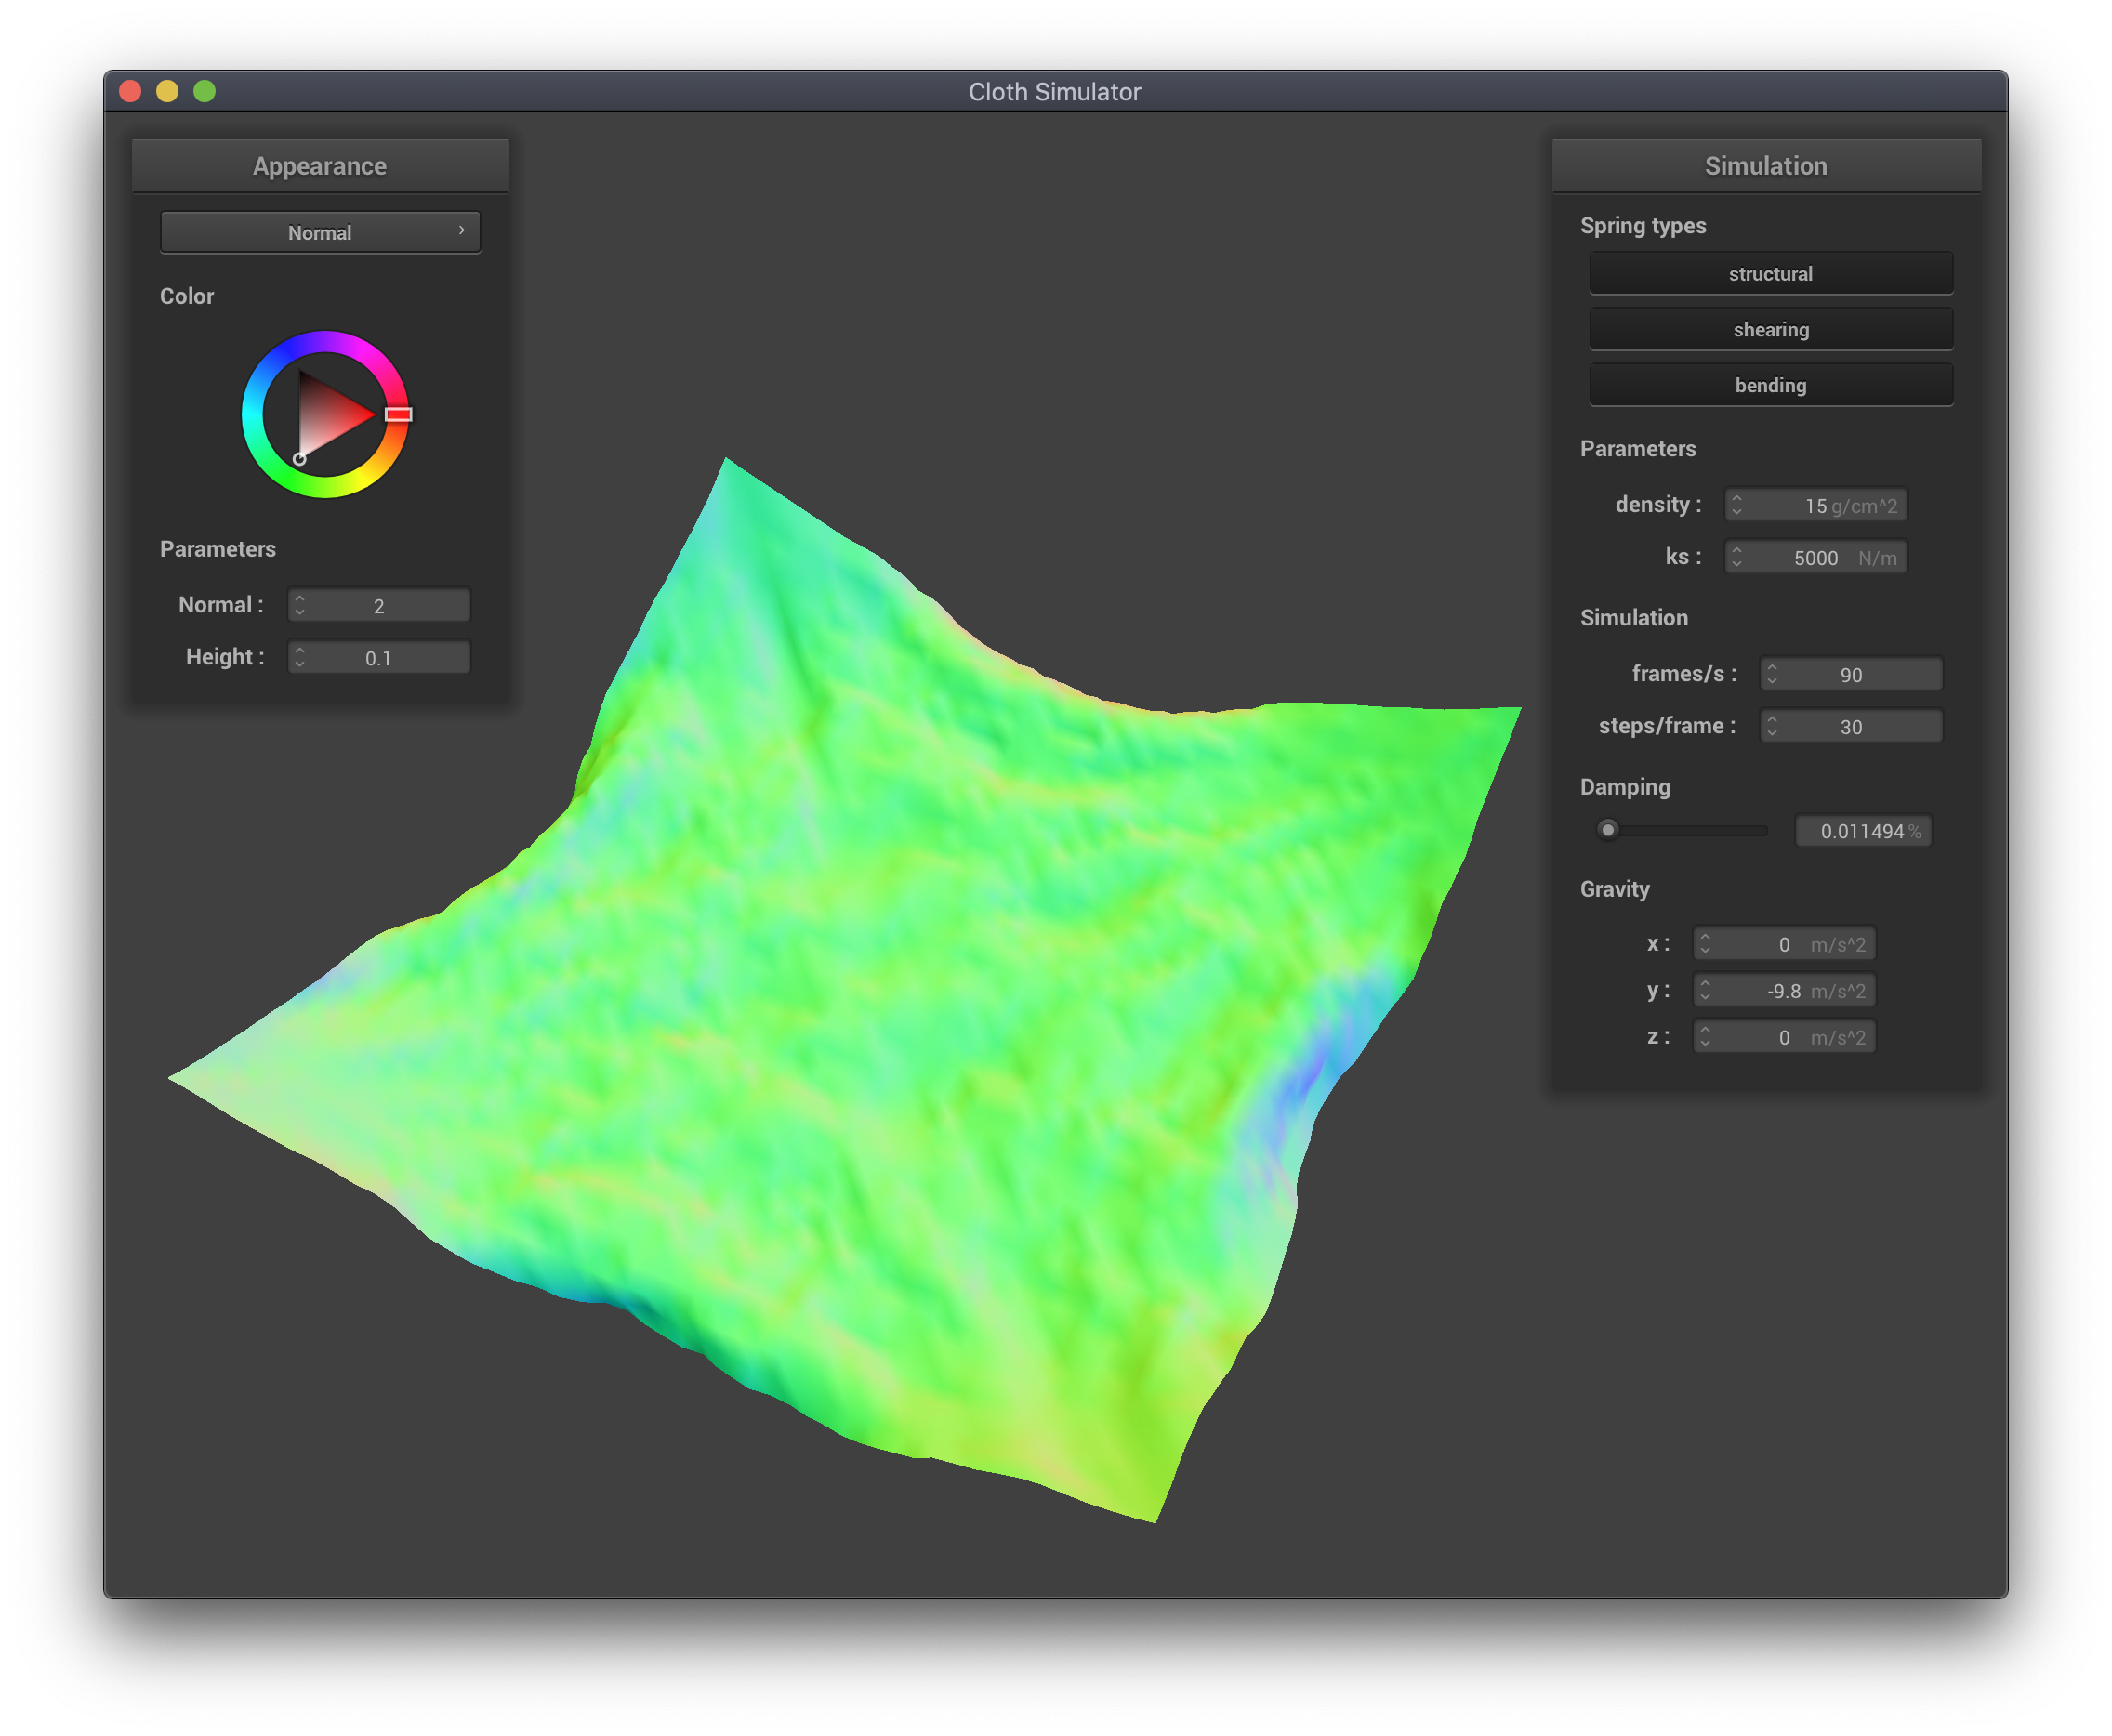 Cloth Simulator
Appearance
Normal
Color
Parameters
Normal : 2
Height : 0.1
Simulation
Spring types
structural
shearing
bending
Parameters
density : 15 g/cm^2
ks : 5000 N/m
Simulation
frames/s : 90
steps/frame : 30
Damping
0.011494 %
Gravity
x : 0 m/s^2
y : -9.8 m/s^2
z : 0 m/s^2